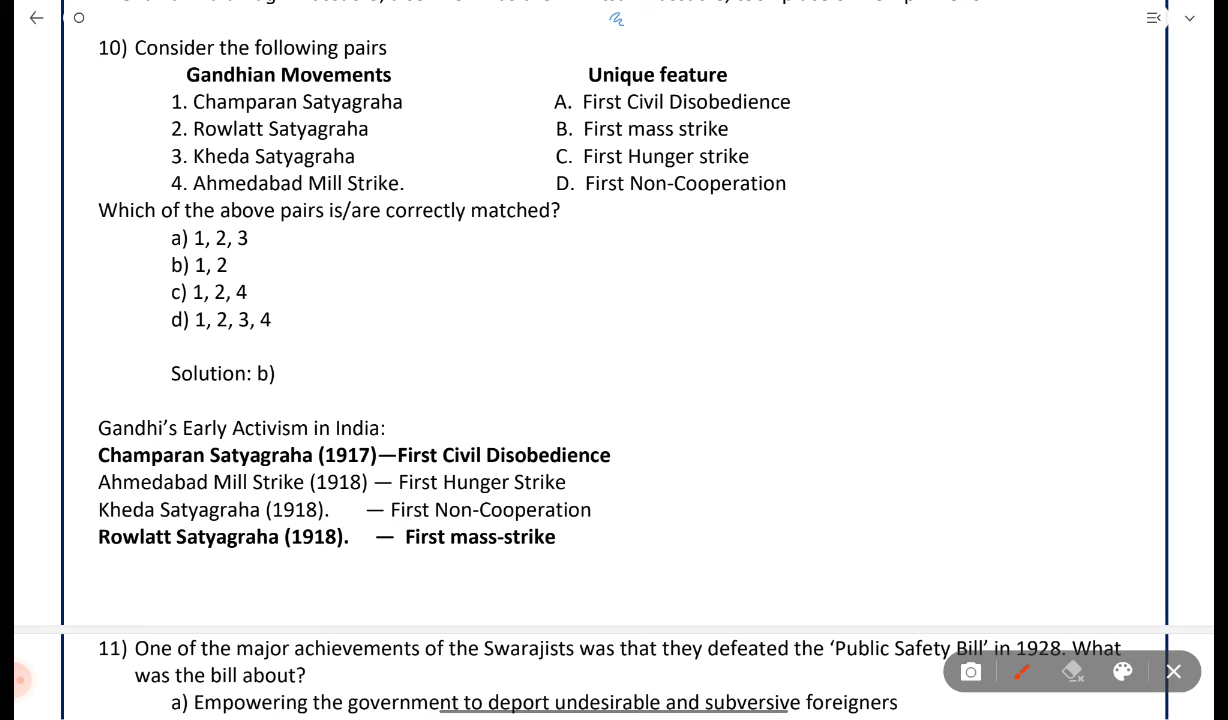 10) Consider the following pairs
Gandhian Movements Unique feature
1. Champaran Satyagraha A. First Civil Disobedience
2. Rowlatt Satyagraha B. First mass strike
3. Kheda Satyagraha C. First Hunger strike
4. Ahmedabad Mill Strike. D. First Non-Cooperation
Which of the above pairs is/are correctly matched?
a) 1, 2, 3
b) 1, 2
c) 1, 2, 4
d) 1, 2, 3, 4
Solution: b)
Gandhi’s Early Activism in India:
Champaran Satyagraha (1917)—First Civil Disobedience
Ahmedabad Mill Strike (1918) — First Hunger Strike
Kheda Satyagraha (1918). — First Non-Cooperation
Rowlatt Satyagraha (1918). — First mass-strike
11) One of the major achievements of the Swarajists was that they defeated the ‘Public Safety Bill’ in 1928. What
was the bill about?
a) Empowering the government to deport undesirable and subversive foreigners